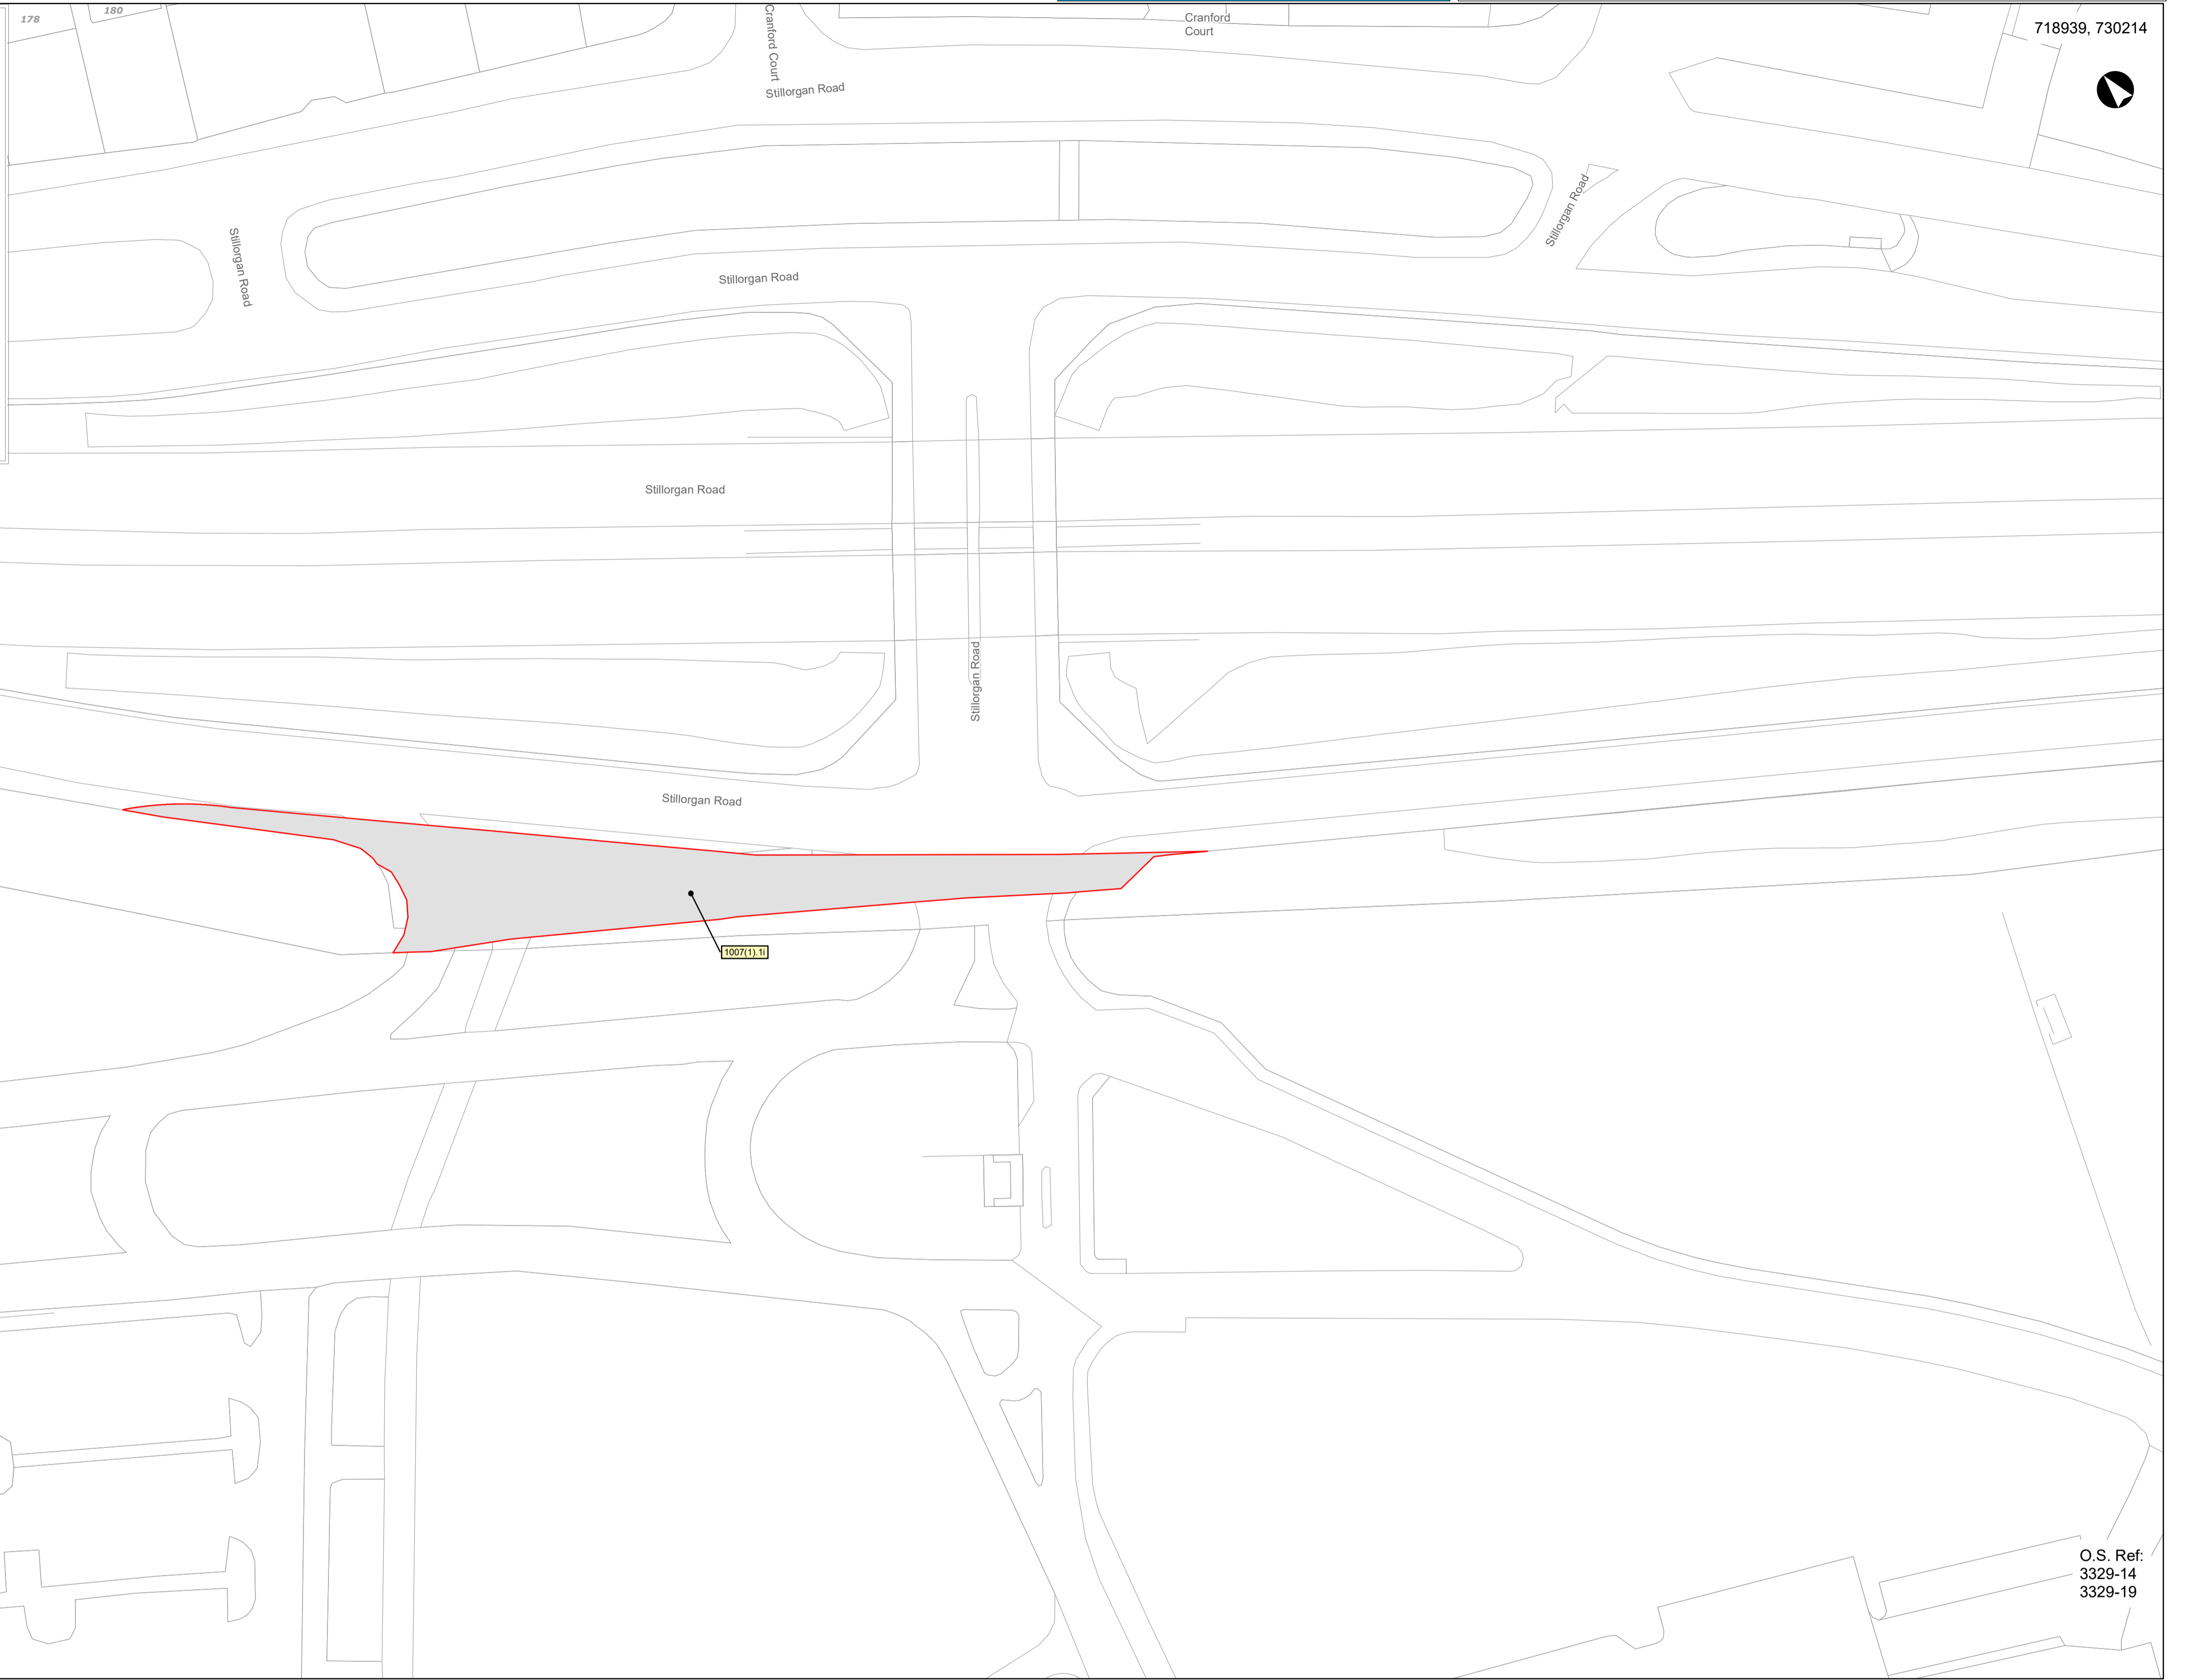 178
180
Cranford Court
Cranford
Court
718939, 730214
Stillorgan Road
Stillorgan Road
Stillorgan Road
Stillorgan Road
Stillorgan Road
Stillorgan Road
Stillorgan Road
1007(1).1i
O.S. Ref:
3329-14
3329-19